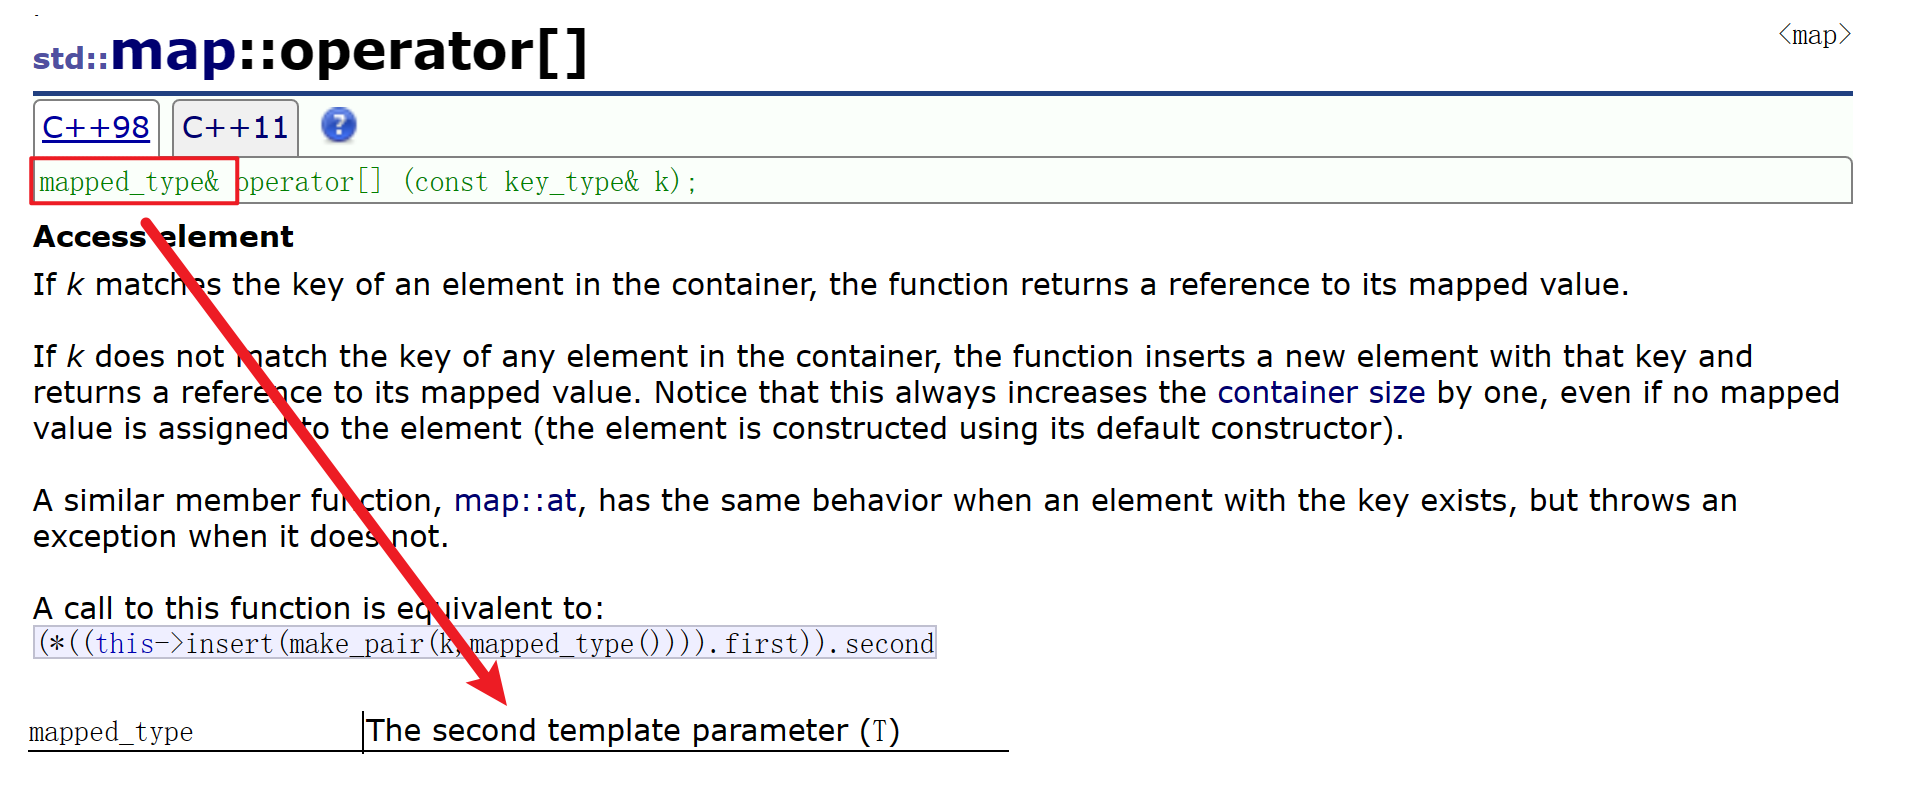 std::map::operator[]
<map>
C++98 C++11 ?
mapped_type& operator[] (const key_type& k);
Access element
If k matches the key of an element in the container, the function returns a reference to its mapped value.
If k does not match the key of any element in the container, the function inserts a new element with that key and
returns a reference to its mapped value. Notice that this always increases the container size by one, even if no mapped
value is assigned to the element (the element is constructed using its default constructor).
A similar member function, map::at, has the same behavior when an element with the key exists, but throws an
exception when it does not.
A call to this function is equivalent to:
(*((this->insert(make_pair(k,mapped_type()))).first)).second
mapped_type The second template parameter (T)